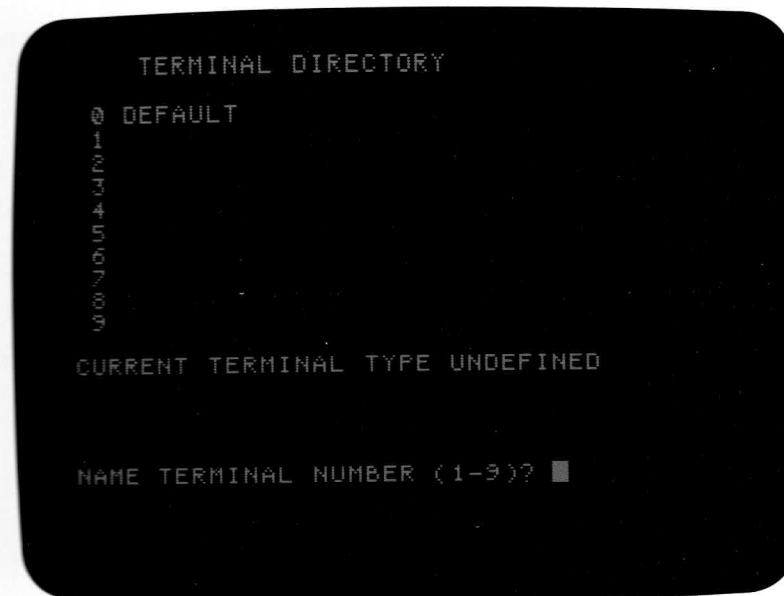 TERMINAL DIRECTORY
0 DEFAULT
1
2
3
4
5
6
7
8
9
CURRENT TERMINAL TYPE UNDEFINED
NAME TERMINAL NUMBER (1-9)?